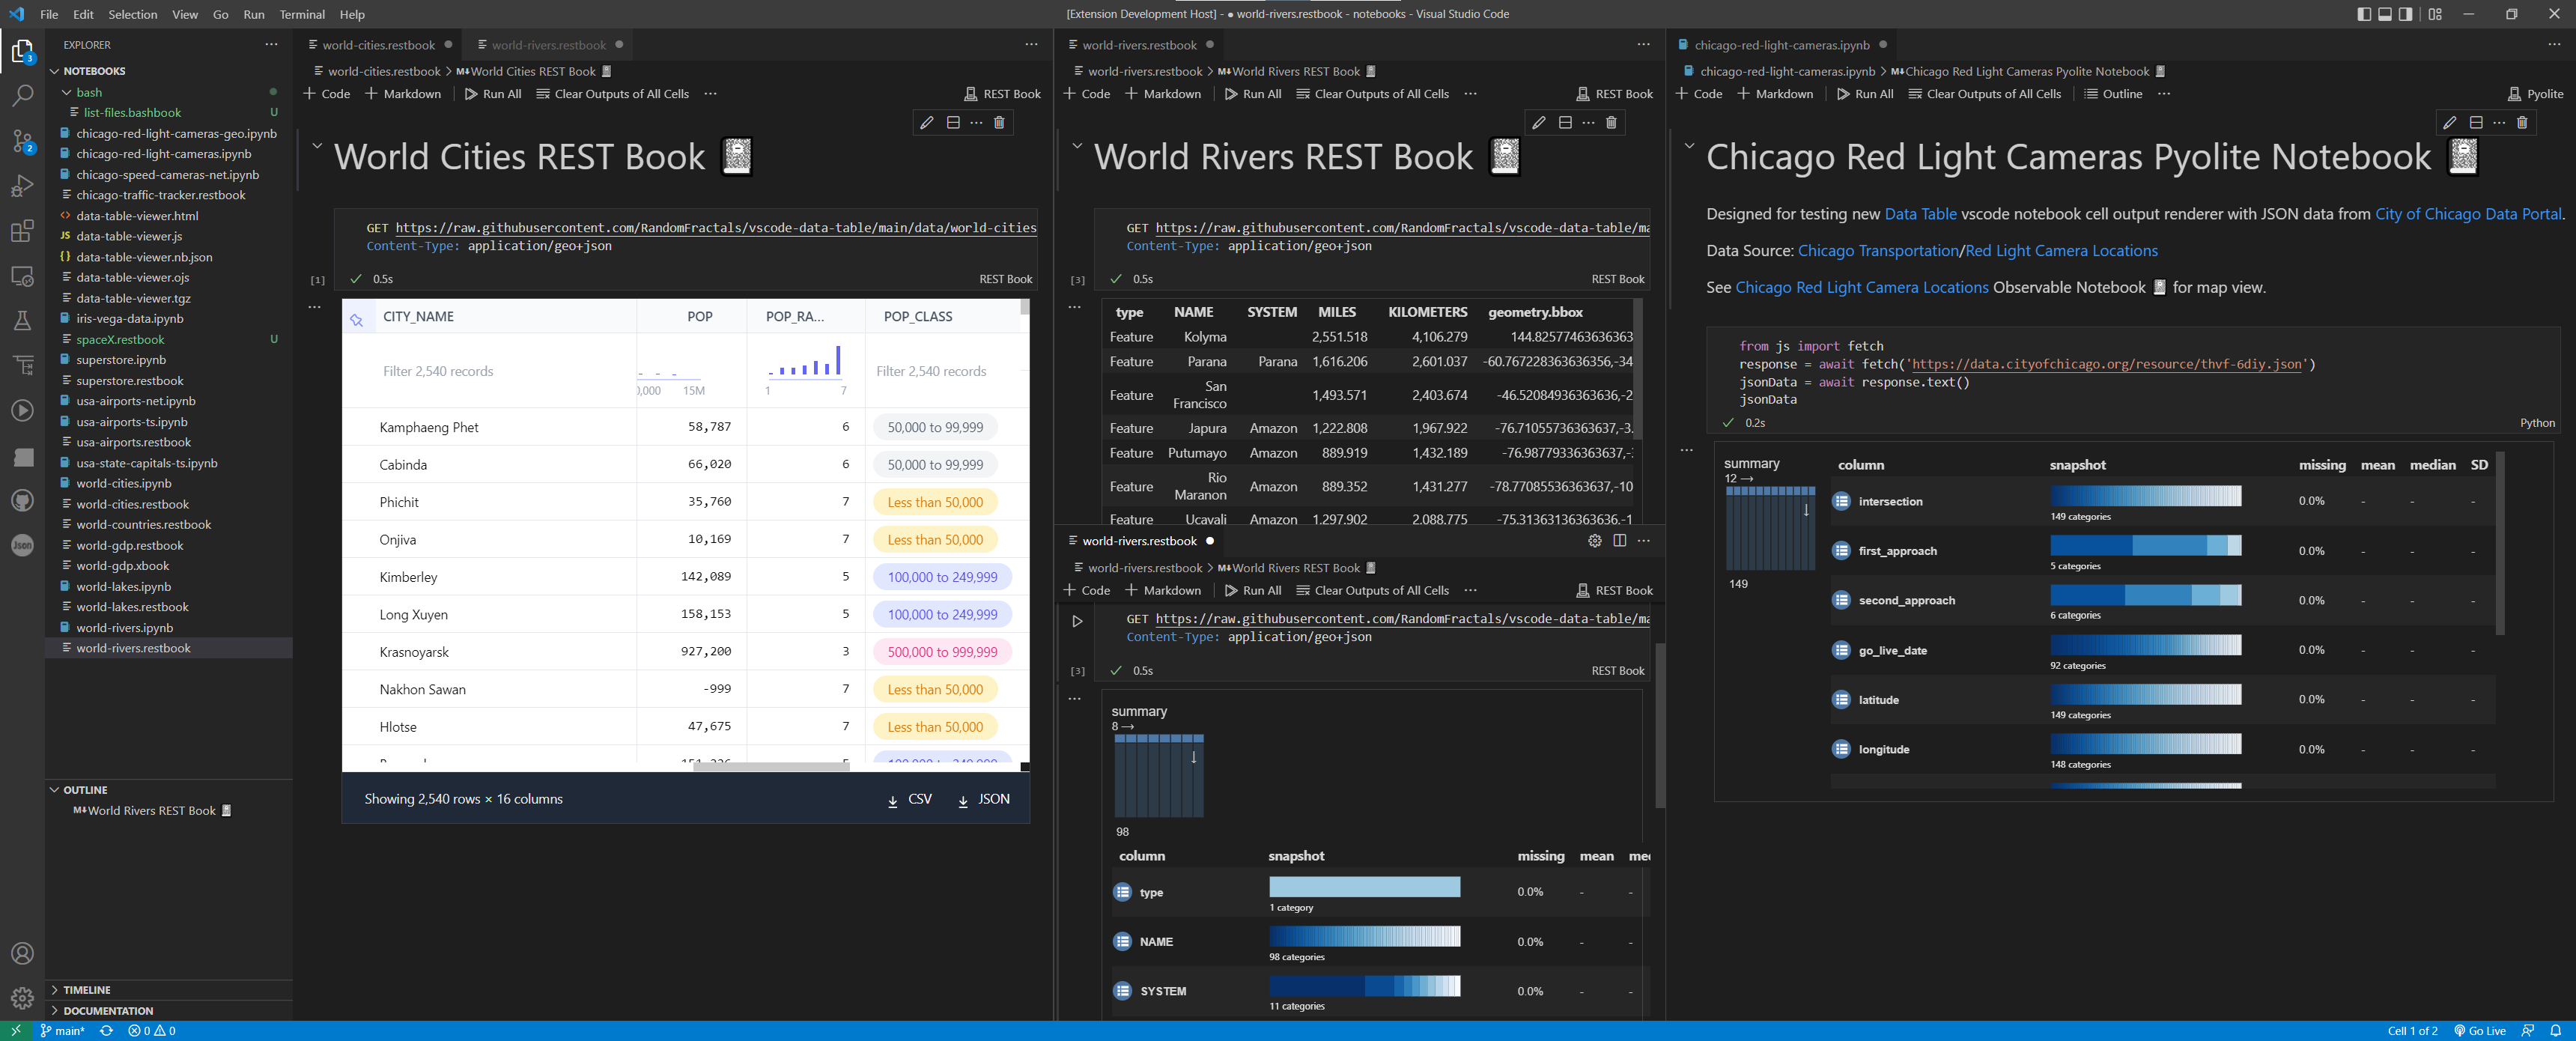 File Edit Selection View Go Run Terminal Help
[Extension Development Host] - ● world-rivers.restbook - notebooks - Visual Studio Code
EXPLORER
NOTEBOOKS
bash
list-files.bashbook U
chicago-red-light-cameras-geo.ipynb
chicago-red-light-cameras.ipynb
chicago-speed-cameras-net.ipynb
chicago-traffic-tracker.restbook
data-table-viewer.html
JS data-table-viewer.js
data-table-viewer.nb.json
data-table-viewer.ojs
data-table-viewer.tgz
iris-vega-data.ipynb
spaceX.restbook U
superstore.ipynb
superstore.restbook
usa-airports-net.ipynb
usa-airports-ts.ipynb
usa-airports.restbook
usa-state-capitals-ts.ipynb
world-cities.ipynb
world-cities.restbook
world-countries.restbook
world-gdp.restbook
world-gdp.xbook
world-lakes.ipynb
world-lakes.restbook
world-rivers.ipynb
world-rivers.restbook
OUTLINE
M↓World Rivers REST Book
TIMELINE
DOCUMENTATION
3
2
Json
world-cities.restbook ● world-rivers.restbook ●
world-cities.restbook > M↓World Cities REST Book
+ Code + Markdown Run All Clear Outputs of All Cells ··· REST Book
World Cities REST Book
GET https://raw.githubusercontent.com/RandomFractals/vscode-data-table/main/data/world-cities
Content-Type: application/geo+json
[1] 0.5s REST Book
CITY_NAME POP POP_RA... POP_CLASS
Filter 2,540 records 15M 1 7 Filter 2,540 records
Kamphaeng Phet 58,787 6 50,000 to 99,999
Cabinda 66,020 6 50,000 to 99,999
Phichit 35,760 7 Less than 50,000
Onjiva 10,169 7 Less than 50,000
Kimberley 142,089 5 100,000 to 249,999
Long Xuyen 158,153 5 100,000 to 249,999
Krasnoyarsk 927,200 3 500,000 to 999,999
Nakhon Sawan -999 7 Less than 50,000
Hlotse 47,675 7 Less than 50,000
Showing 2,540 rows × 16 columns CSV JSON
world-rivers.restbook ●
world-rivers.restbook > M↓World Rivers REST Book
+ Code + Markdown Run All Clear Outputs of All Cells ··· REST Book
World Rivers REST Book
GET https://raw.githubusercontent.com/RandomFractals/vscode-data-table/ma
Content-Type: application/geo+json
[3] 0.5s REST Book
type NAME SYSTEM MILES KILOMETERS geometry.bbox
Feature Kolyma 2,551.518 4,106.279 144.82577463636363
Feature Parana Parana 1,616.206 2,601.037 -60.767228363636356,-34
Feature San Francisco 1,493.571 2,403.674 -46.52084936363636,-2
Feature Japura Amazon 1,222.808 1,967.922 -76.71055736363637,-3.
Feature Putumayo Amazon 889.919 1,432.189 -76.98779336363637,-
Feature Rio Maranon Amazon 889.352 1,431.277 -78.77085536363637,-10
Feature Ucayali Amazon 1,297.902 2,088.775 -75.31363136363636,-1
world-rivers.restbook ●
world-rivers.restbook > M↓World Rivers REST Book
+ Code + Markdown Run All Clear Outputs of All Cells ··· REST Book
GET https://raw.githubusercontent.com/RandomFractals/vscode-data-table/ma
Content-Type: application/geo+json
[3] 0.5s REST Book
summary
8 →
98
column snapshot missing mean
type 1 category 0.0% - -
NAME 98 categories 0.0% - -
SYSTEM 11 categories 0.0% - -
chicago-red-light-cameras.ipynb ●
chicago-red-light-cameras.ipynb > M↓Chicago Red Light Cameras Pyolite Notebook
+ Code + Markdown Run All Clear Outputs of All Cells Outline ··· Pyolite
Chicago Red Light Cameras Pyolite Notebook
Designed for testing new Data Table vscode notebook cell output renderer with JSON data from City of Chicago Data Portal.
Data Source: Chicago Transportation/Red Light Camera Locations
See Chicago Red Light Camera Locations Observable Notebook for map view.
from js import fetch
response = await fetch('https://data.cityofchicago.org/resource/thvf-6diy.json')
jsonData = await response.text()
jsonData
0.2s Python
summary
12 →
149
column snapshot missing mean median SD
intersection 149 categories 0.0% - - -
first_approach 5 categories 0.0% - - -
second_approach 6 categories 0.0% - - -
go_live_date 92 categories 0.0% - - -
latitude 149 categories 0.0% - - -
longitude 148 categories 0.0% - - -
main* 0 0 Cell 1 of 2 Go Live